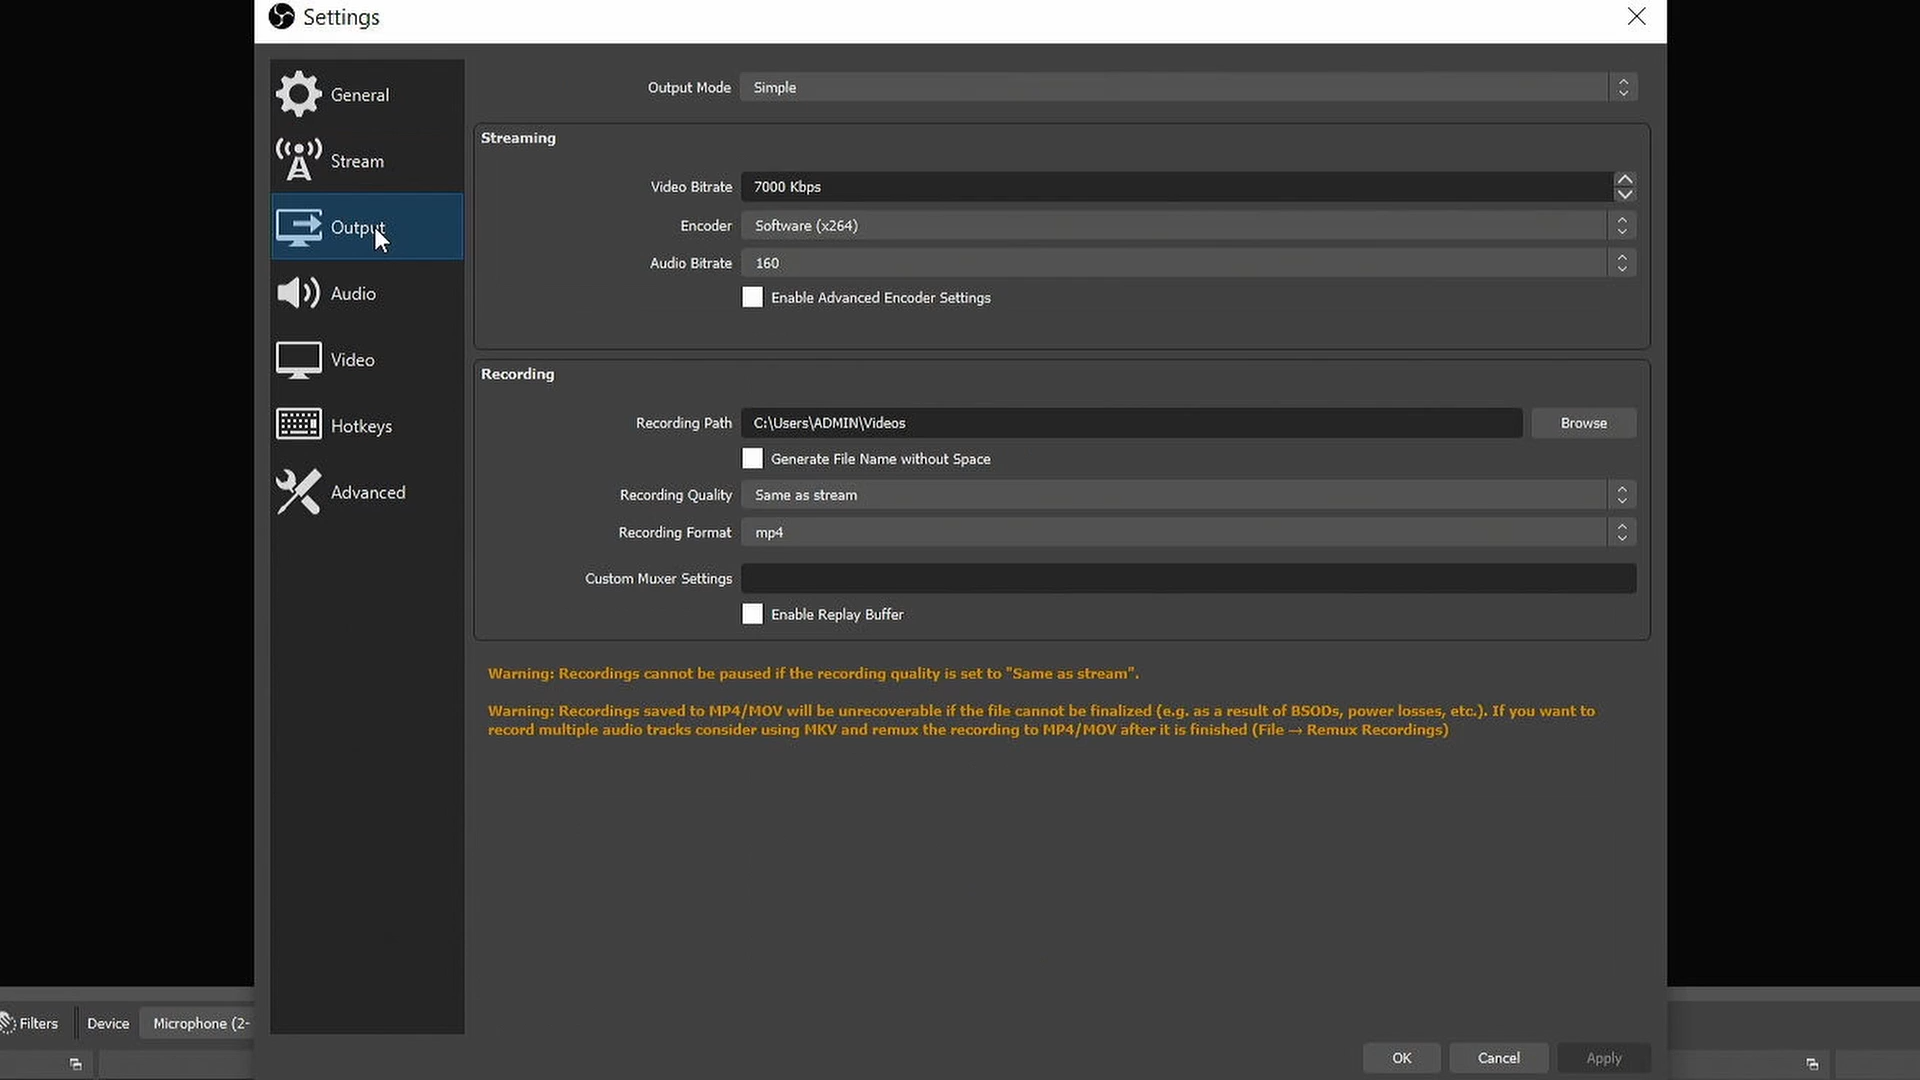 Settings
General
Stream
Output
Audio
Video
Hotkeys
Advanced
Output Mode Simple
Streaming
Video Bitrate 7000 Kbps
Encoder Software (x264)
Audio Bitrate 160
Enable Advanced Encoder Settings
Recording
Recording Path C:\Users\ADMIN\Videos Browse
Generate File Name without Space
Recording Quality Same as stream
Recording Format mp4
Custom Muxer Settings
Enable Replay Buffer
Warning: Recordings cannot be paused if the recording quality is set to "Same as stream".
Warning: Recordings saved to MP4/MOV will be unrecoverable if the file cannot be finalized (e.g. as a result of BSODs, power losses, etc.). If you want to
record multiple audio tracks consider using MKV and remux the recording to MP4/MOV after it is finished (File → Remux Recordings)
Filters Device Microphone (2-
OK Cancel Apply